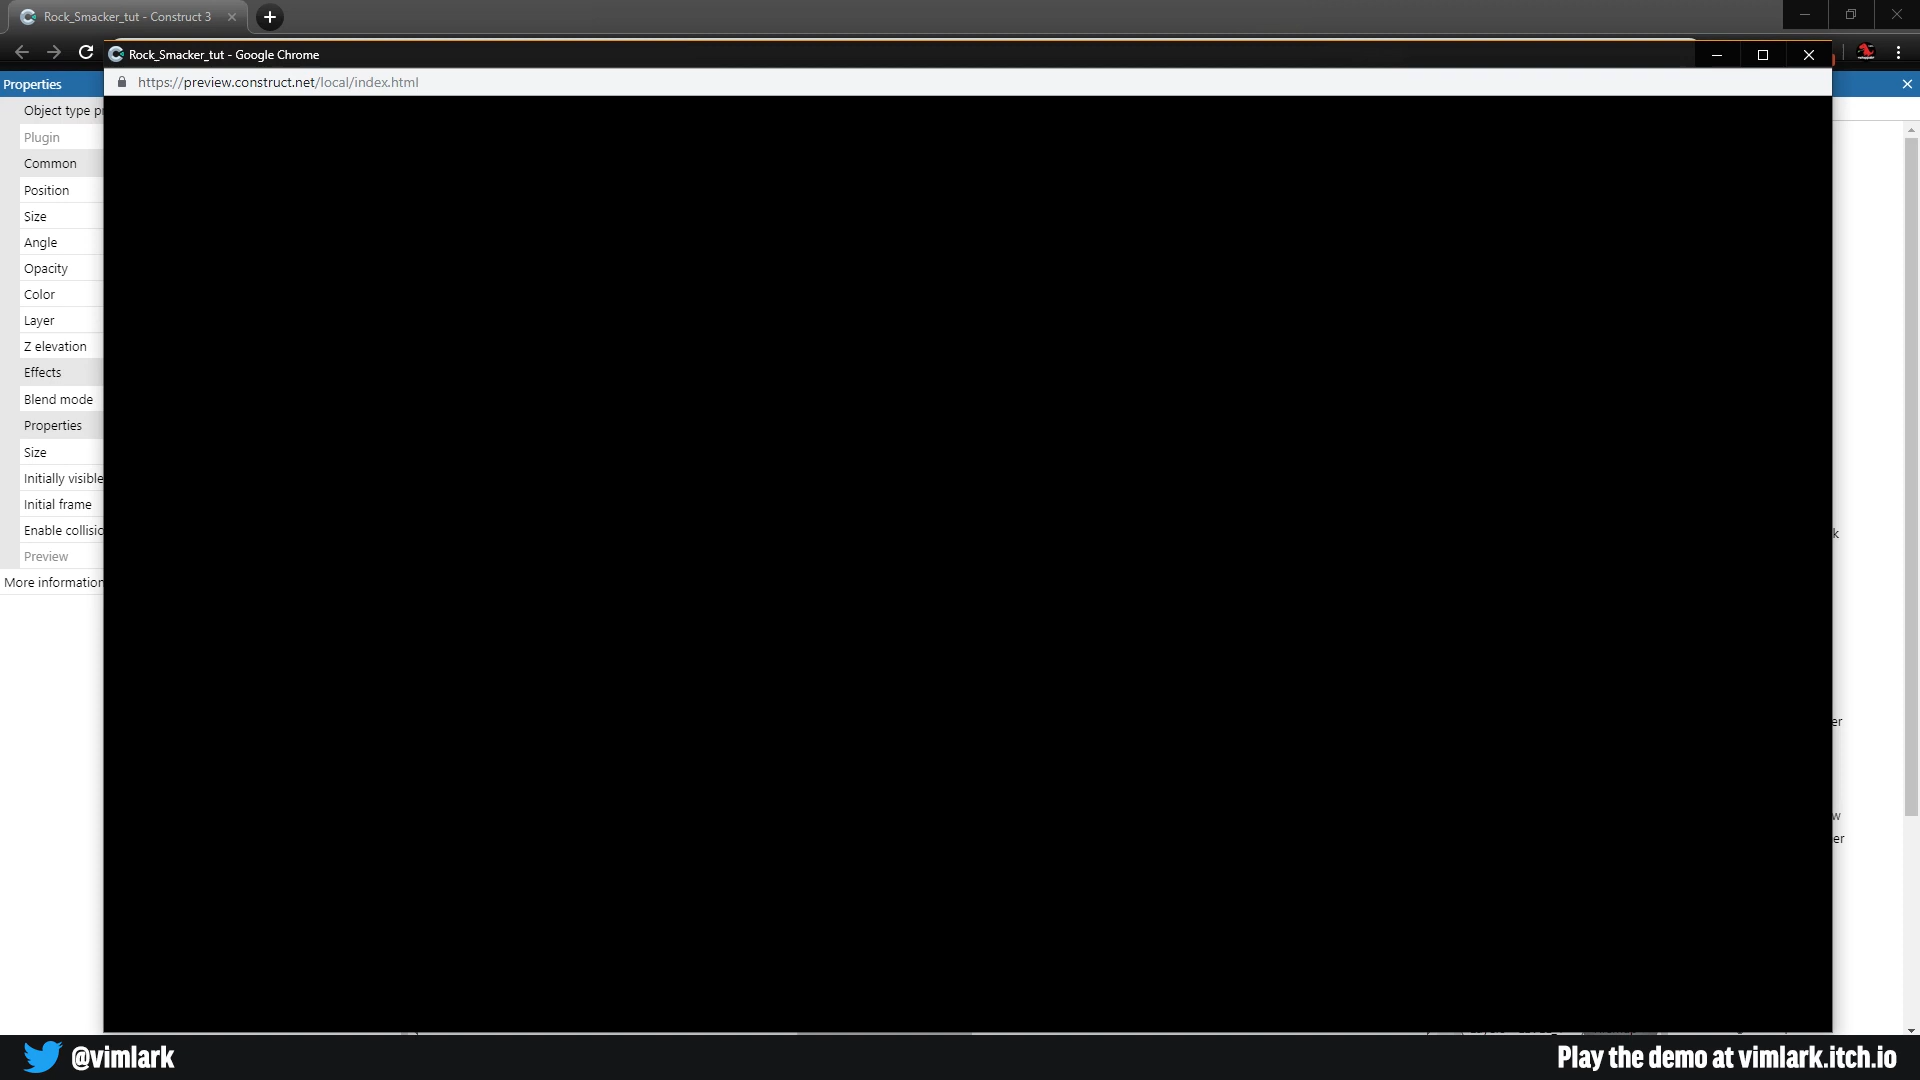 Rock_Smacker_tut - Construct 3
Rock_Smacker_tut - Google Chrome
https://preview.construct.net/local/index.html
Properties
Object type p
Plugin
Common
Position
Size
Angle
Opacity
Color
Layer
Z elevation
Effects
Blend mode
Properties
Size
Initially visible
Initial frame
Enable collisio
Preview
More information
k
er
w
er
@vimlark
Play the demo at vimlark.itch.io